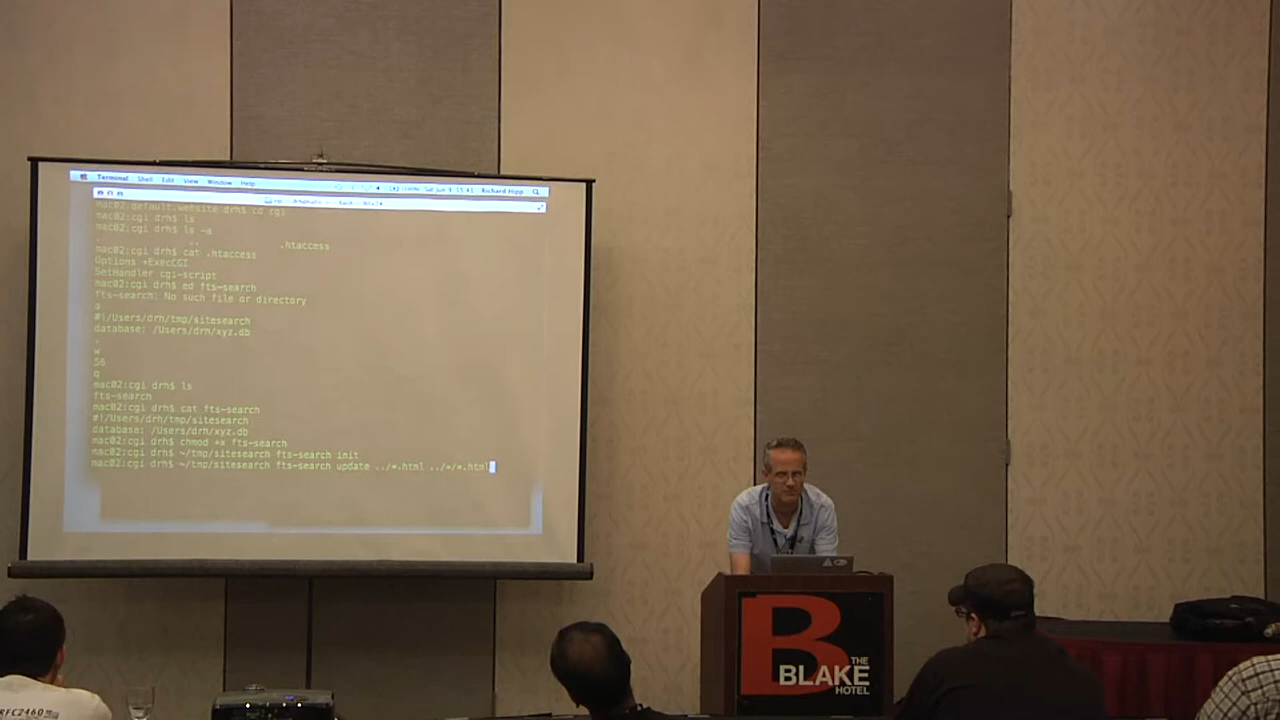 Terminal Shell Edit View Window Help
Richard Hipp
mac02:default.website drh$ cd cgi
mac02:cgi drh$ ls
mac02:cgi drh$ ls -a
. .. .htaccess
mac02:cgi drh$ cat .htaccess
Options +ExecCGI
SetHandler cgi-script
mac02:cgi drh$ ed fts-search
fts-search: No such file or directory
a
#!/Users/drh/tmp/sitesearch
database: /Users/drh/xyz.db
.
w
56
q
mac02:cgi drh$ ls
fts-search
mac02:cgi drh$ cat fts-search
#!/Users/drh/tmp/sitesearch
database: /Users/drh/xyz.db
mac02:cgi drh$ chmod +x fts-search
mac02:cgi drh$ ~/tmp/sitesearch fts-search init
mac02:cgi drh$ ~/tmp/sitesearch fts-search update ../*.html ../*/*.html
B
THE
BLAKE
HOTEL
RFC2460